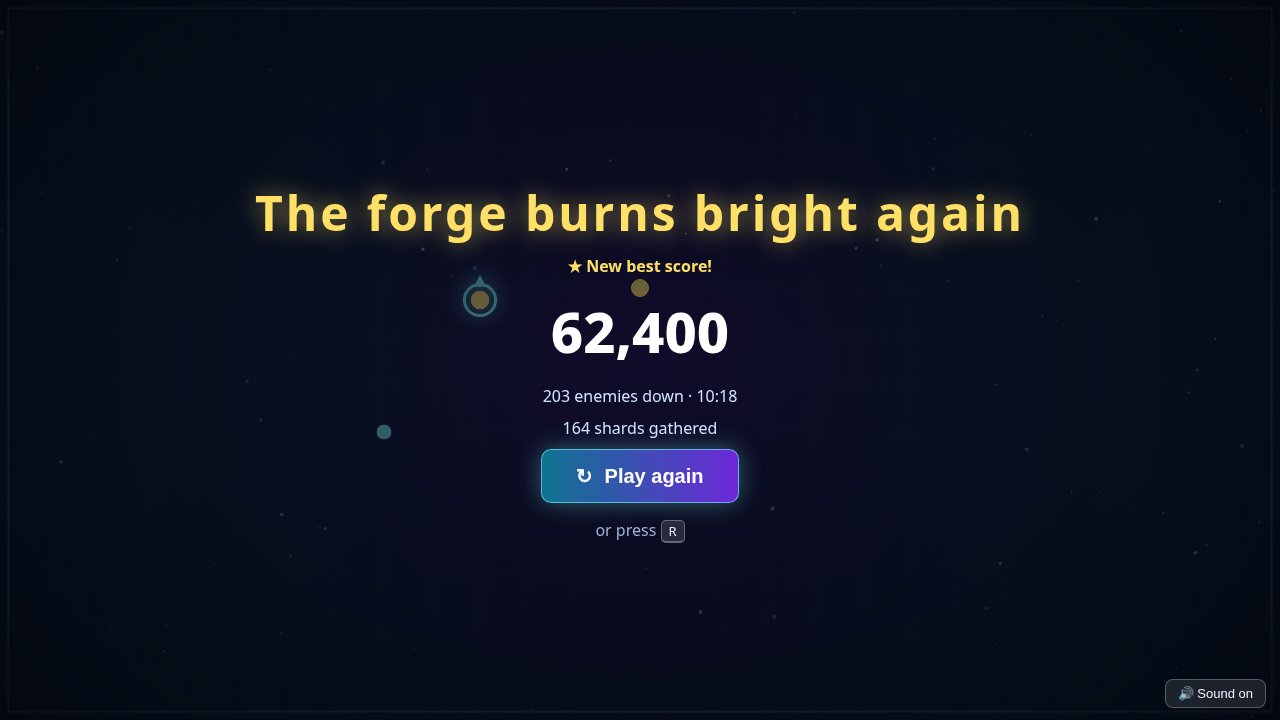 The forge burns bright again
★ New best score!
62,400
203 enemies down · 10:18
164 shards gathered
↻ Play again
or press R
🔊 Sound on